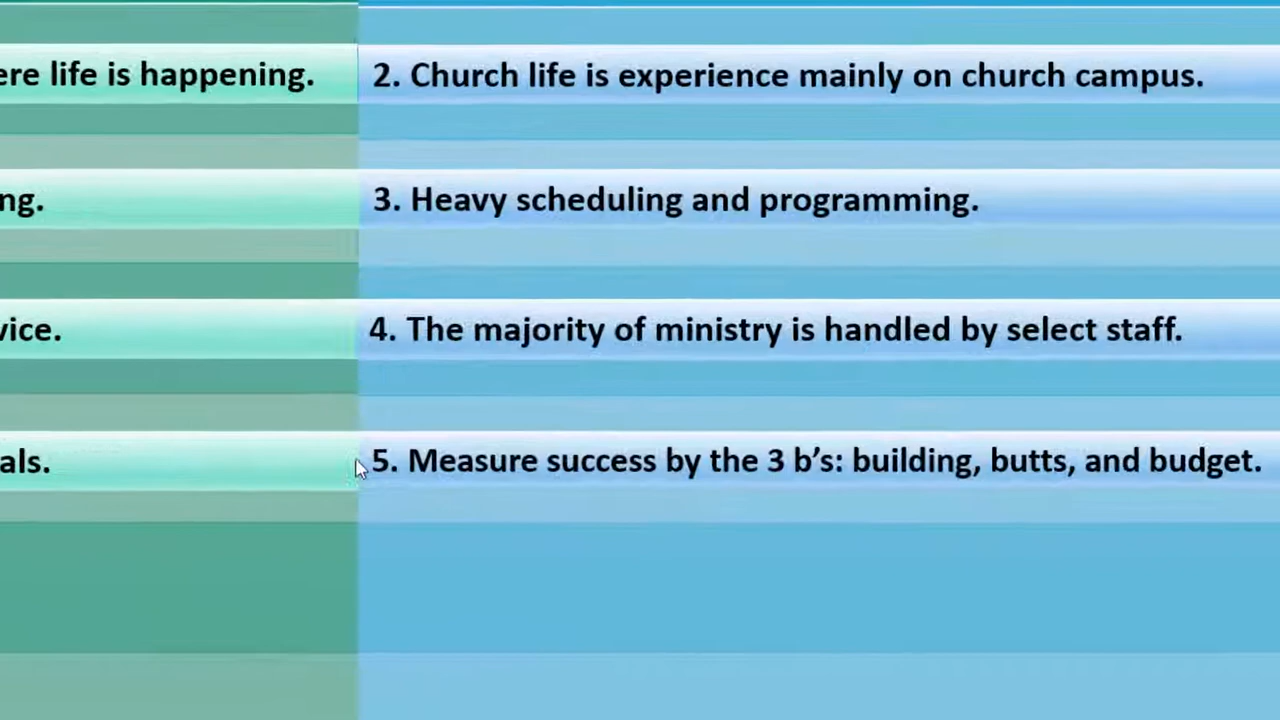 ere life is happening.
2. Church life is experience mainly on church campus.
ng.
3. Heavy scheduling and programming.
vice.
4. The majority of ministry is handled by select staff.
als.
5. Measure success by the 3 b’s: building, butts, and budget.